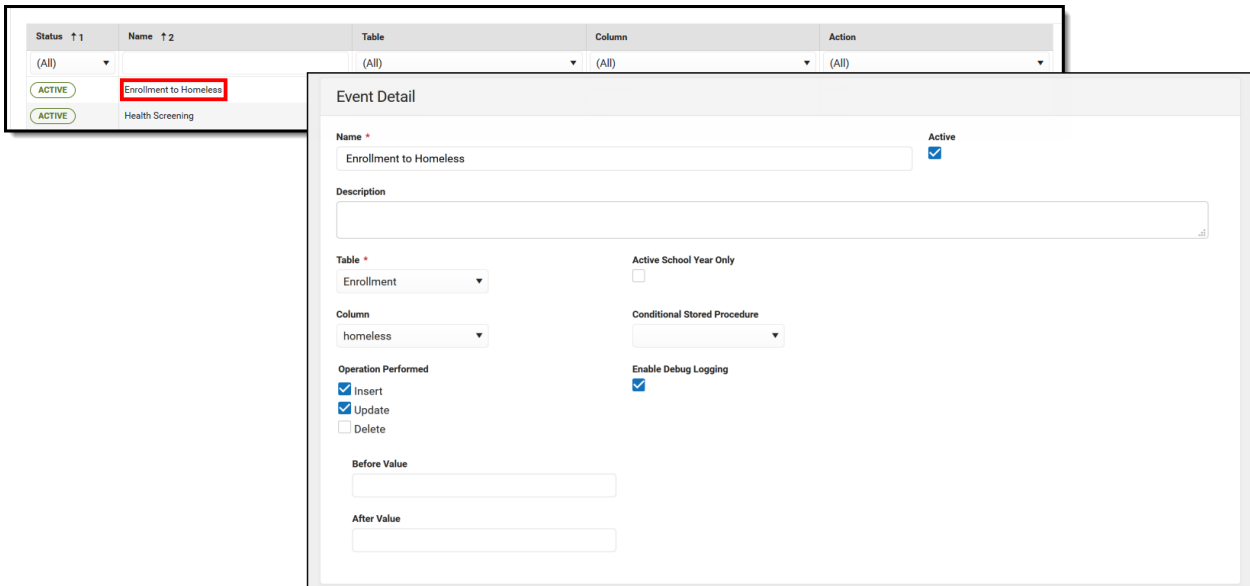 Status ↑ 1 Name ↑ 2 Table Column Action
(All) (All) (All) (All)
ACTIVE Enrollment to Homeless
ACTIVE Health Screening
Event Detail
Name * Active
Enrollment to Homeless
Description
Table * Active School Year Only
Enrollment
Column Conditional Stored Procedure
homeless
Operation Performed Enable Debug Logging
Insert
Update
Delete
Before Value
After Value